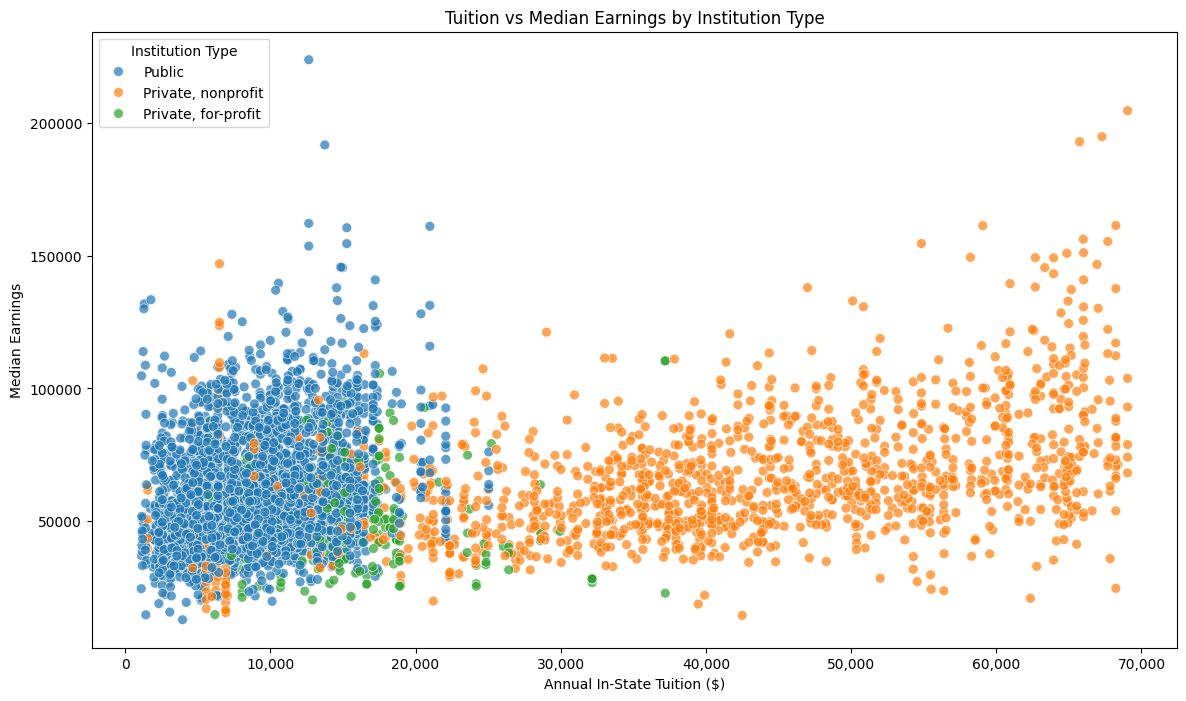 Tuition vs Median Earnings by Institution Type
Institution Type
Public
Private, nonprofit
Private, for-profit
Median Earnings
200000
150000
100000
50000
0
10,000
20,000
30,000
40,000
50,000
60,000
70,000
Annual In-State Tuition ($)